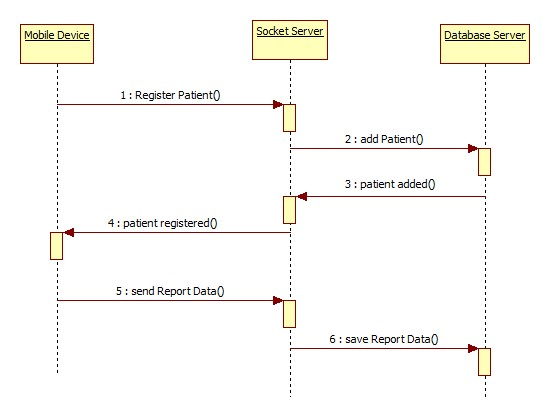 Mobile Device
Socket Server
Database Server
1 : Register Patient()
2 : add Patient()
3 : patient added()
4 : patient registered()
5 : send Report Data()
6 : save Report Data()